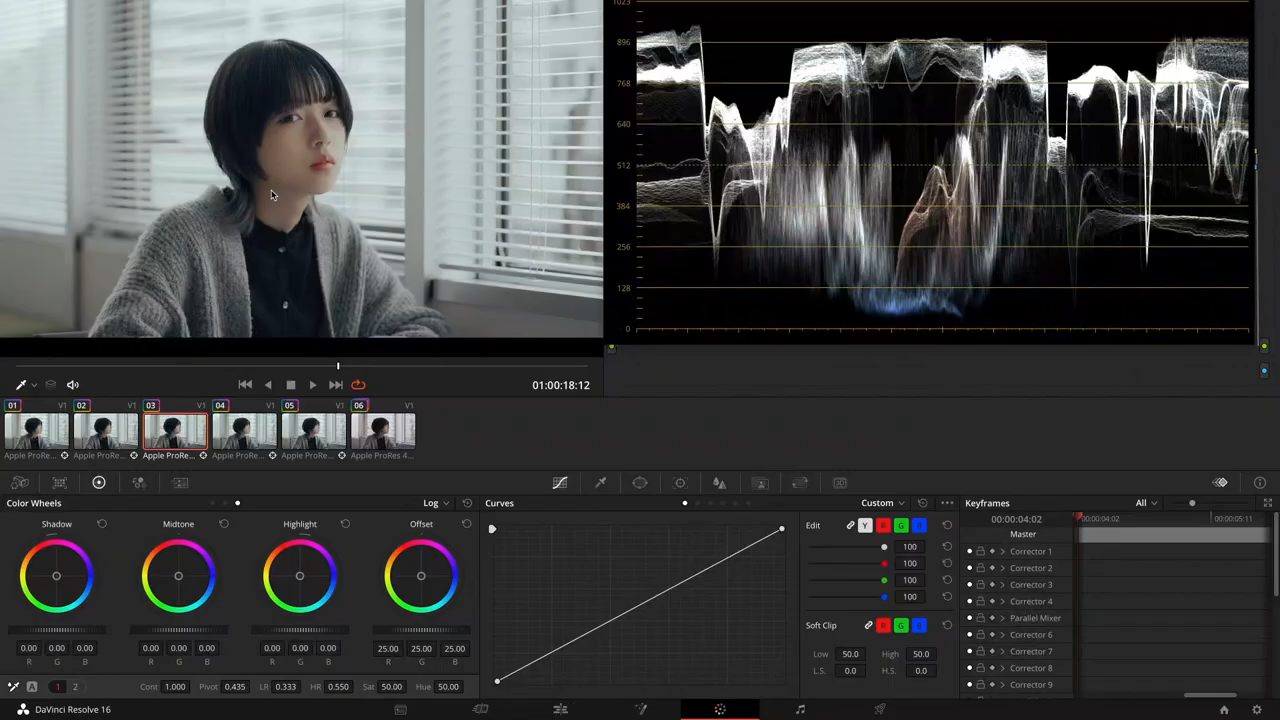 1023
896
768
640
512
384
256
128
0
01:00:18:12
01 V1 02 V1 03 V1 04 V1 05 V1 06 V1
Apple ProRe... Apple ProRe... Apple ProRe... Apple ProRe... Apple ProRe... Apple ProRes 4...
Color Wheels Log
Shadow Midtone Highlight Offset
0.00 0.00 0.00 0.00 0.00 0.00 0.00 0.00 0.00 25.00 25.00 25.00
R G B R G B R G B R G B
A 1 2 Cont 1.000 Pivot 0.435 LR 0.333 HR 0.550 Sat 50.00 Hue 50.00
Curves Custom
Edit Y R G B
100
100
100
100
Soft Clip R G B
Low 50.0 High 50.0
L.S. 0.0 H.S. 0.0
Keyframes All
00:00:04:02 00:00:04:02 00:00:05:11
Master
Corrector 1
Corrector 2
Corrector 3
Corrector 4
Parallel Mixer
Corrector 6
Corrector 7
Corrector 8
Corrector 9
DaVinci Resolve 16